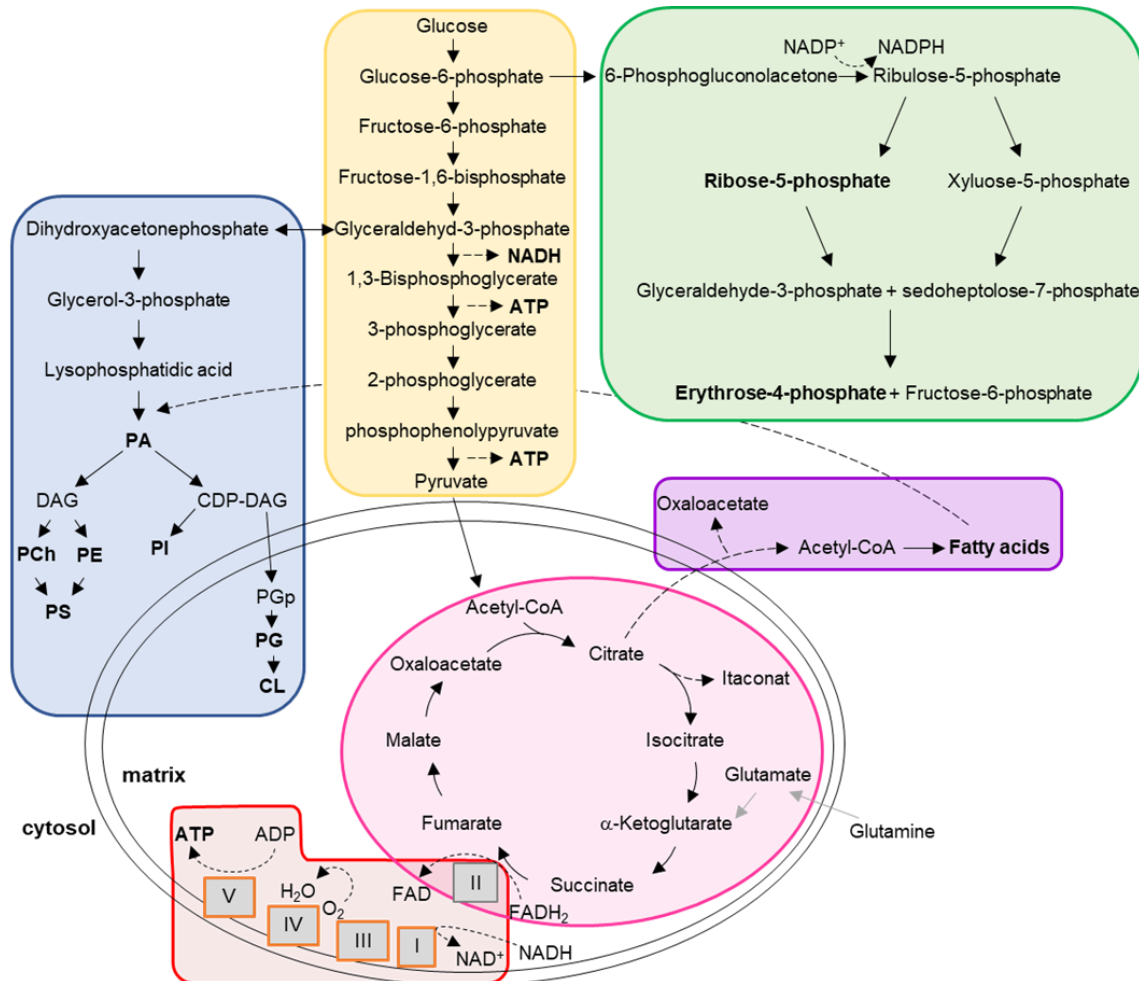 Glucose
Glucose-6-phosphate
Fructose-6-phosphate
Fructose-1,6-bisphosphate
Glyceraldehyd-3-phosphate
NADH
1,3-Bisphosphoglycerate
ATP
3-phosphoglycerate
2-phosphoglycerate
phosphophenolypyruvate
ATP
Pyruvate
NADP⁺ NADPH
6-Phosphogluconolacetone Ribulose-5-phosphate
Ribose-5-phosphate Xyluose-5-phosphate
Glyceraldehyde-3-phosphate + sedoheptolose-7-phosphate
Erythrose-4-phosphate + Fructose-6-phosphate
Dihydroxyacetonephosphate
Glycerol-3-phosphate
Lysophosphatidic acid
PA
DAG CDP-DAG
PCh PE PI
PS
PGp
PG
CL
Oxaloacetate
Acetyl-CoA Fatty acids
Acetyl-CoA
Oxaloacetate Citrate
Itaconat
Malate Isocitrate
Glutamate
Fumarate α-Ketoglutarate
Glutamine
Succinate
matrix
cytosol
ATP ADP
V
H₂O
O₂
IV
III
I
II
FAD
FADH₂
NAD⁺
NADH